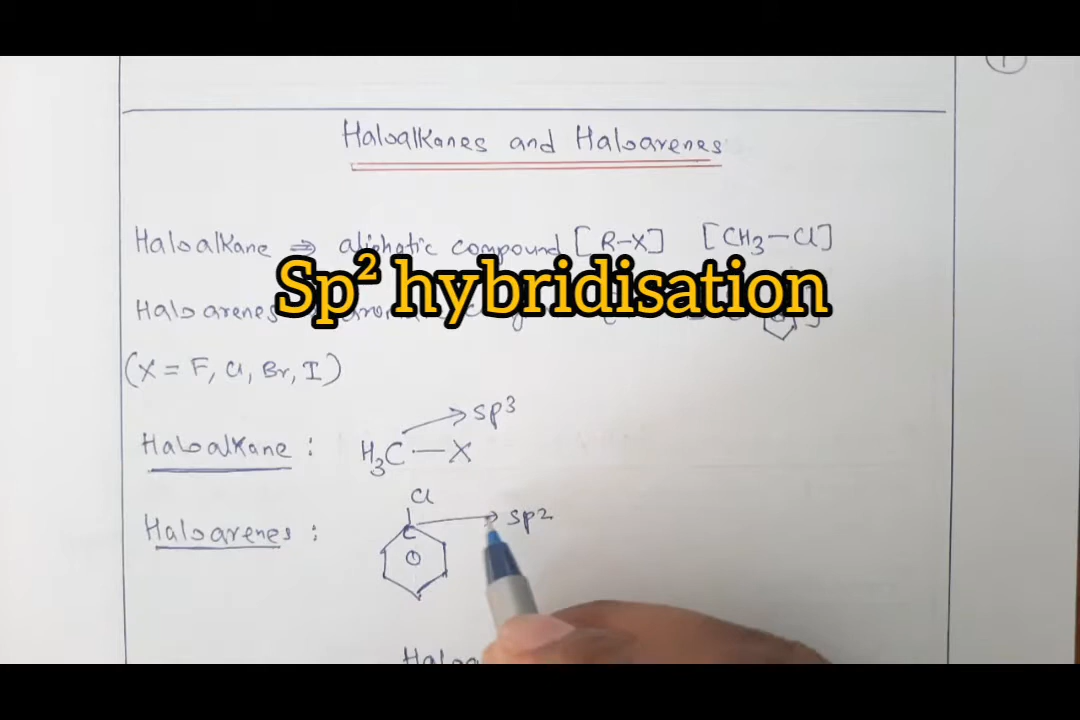 1
Haloalkanes and Haloarenes
Haloalkane ⇒ aliphatic compound [R-X] [CH3-Cl]
Sp² hybridisation
Haloarenes
(X = F, Cl, Br, I)
Haloalkane : H3C-X → sp3
Cl
Haloarenes : C → sp2